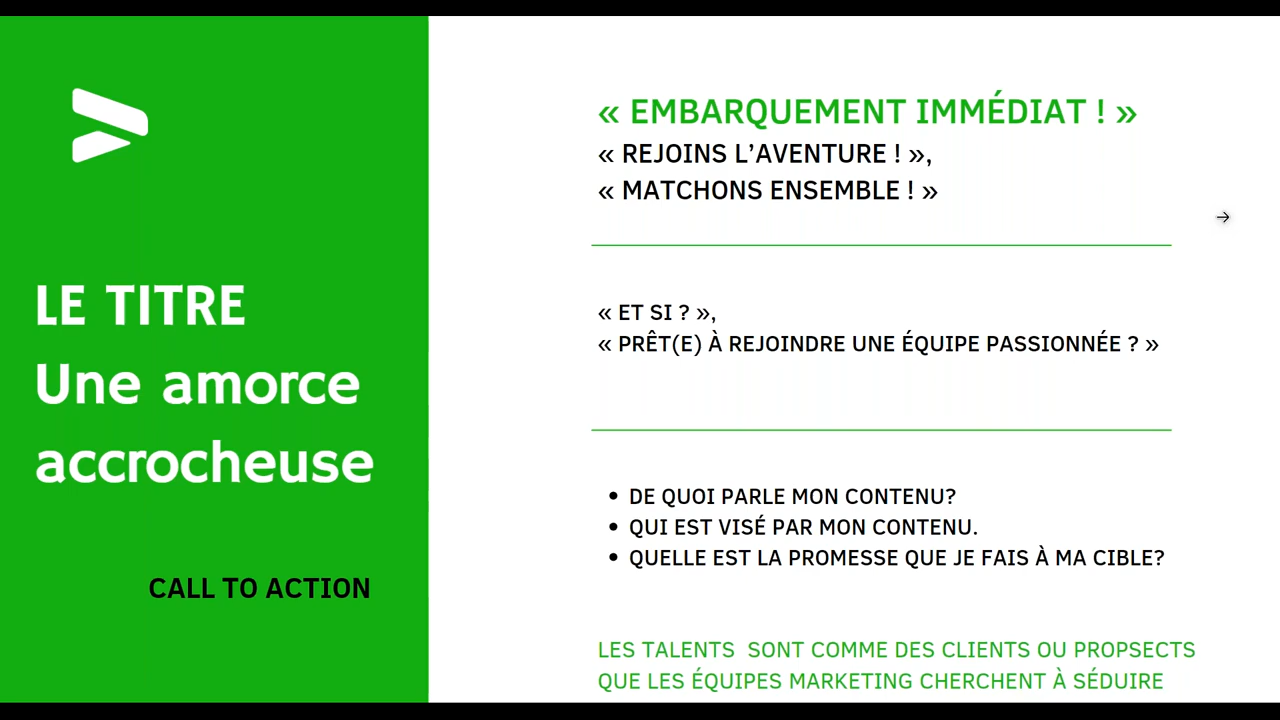 LE TITRE
Une amorce
accrocheuse
CALL TO ACTION
« EMBARQUEMENT IMMÉDIAT ! »
« REJOINS L’AVENTURE ! »,
« MATCHONS ENSEMBLE ! »
« ET SI ? »,
« PRÊT(E) À REJOINDRE UNE ÉQUIPE PASSIONNÉE ? »
• DE QUOI PARLE MON CONTENU?
• QUI EST VISÉ PAR MON CONTENU.
• QUELLE EST LA PROMESSE QUE JE FAIS À MA CIBLE?
LES TALENTS SONT COMME DES CLIENTS OU PROPSECTS
QUE LES ÉQUIPES MARKETING CHERCHENT À SÉDUIRE